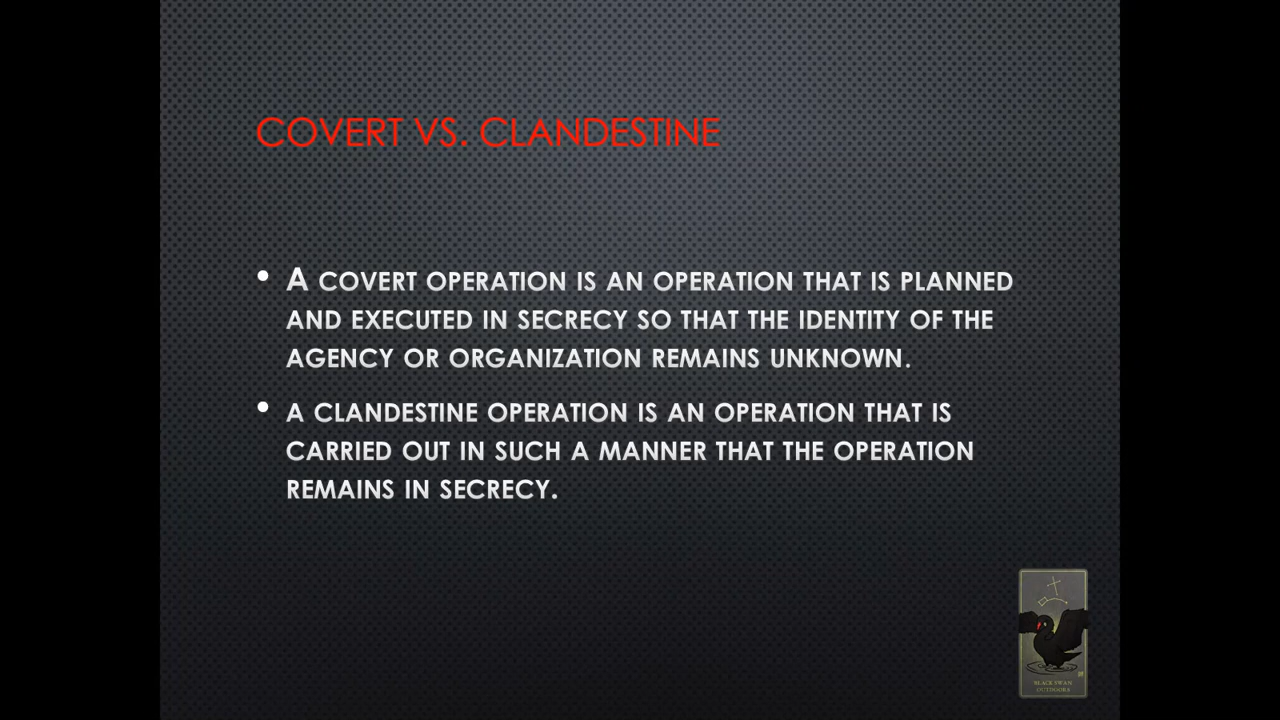 COVERT VS. CLANDESTINE
• A COVERT OPERATION IS AN OPERATION THAT IS PLANNED
AND EXECUTED IN SECRECY SO THAT THE IDENTITY OF THE
AGENCY OR ORGANIZATION REMAINS UNKNOWN.
• A CLANDESTINE OPERATION IS AN OPERATION THAT IS
CARRIED OUT IN SUCH A MANNER THAT THE OPERATION
REMAINS IN SECRECY.
BLACK SWAN
OUTDOORS